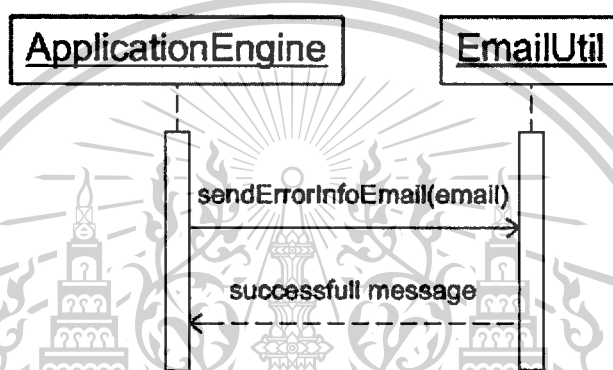 ApplicationEngine
EmailUtil
sendErrorInfoEmail(email)
successfull message